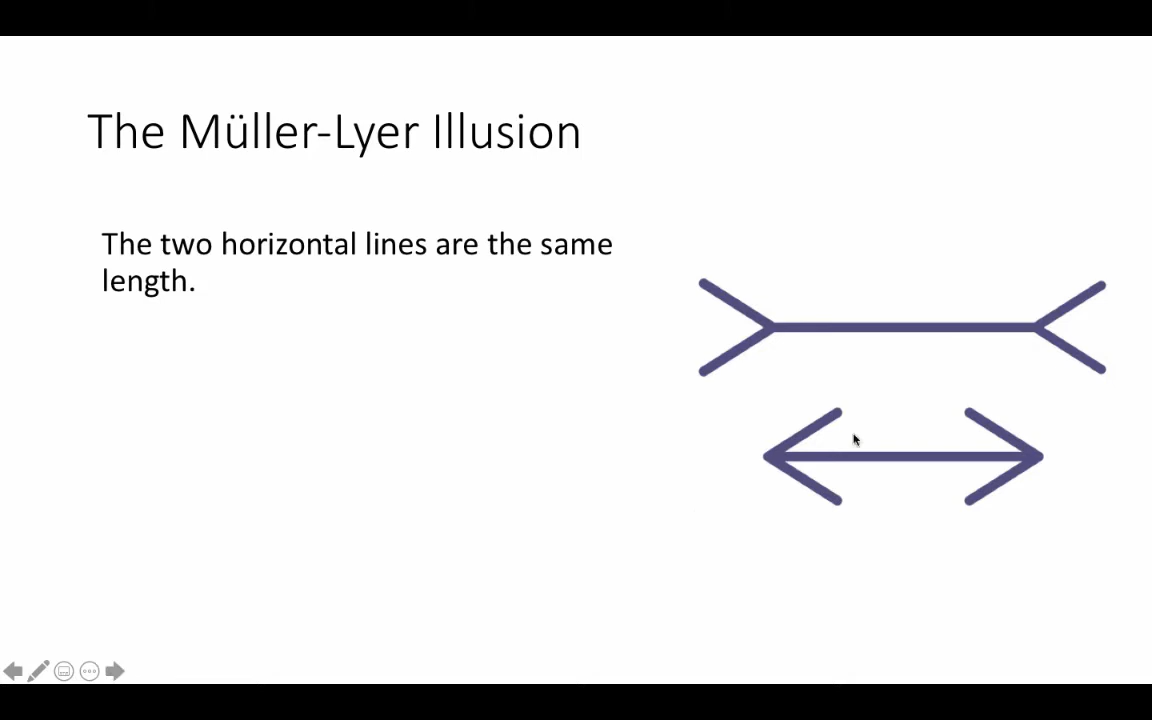 The Müller-Lyer Illusion
The two horizontal lines are the same
length.